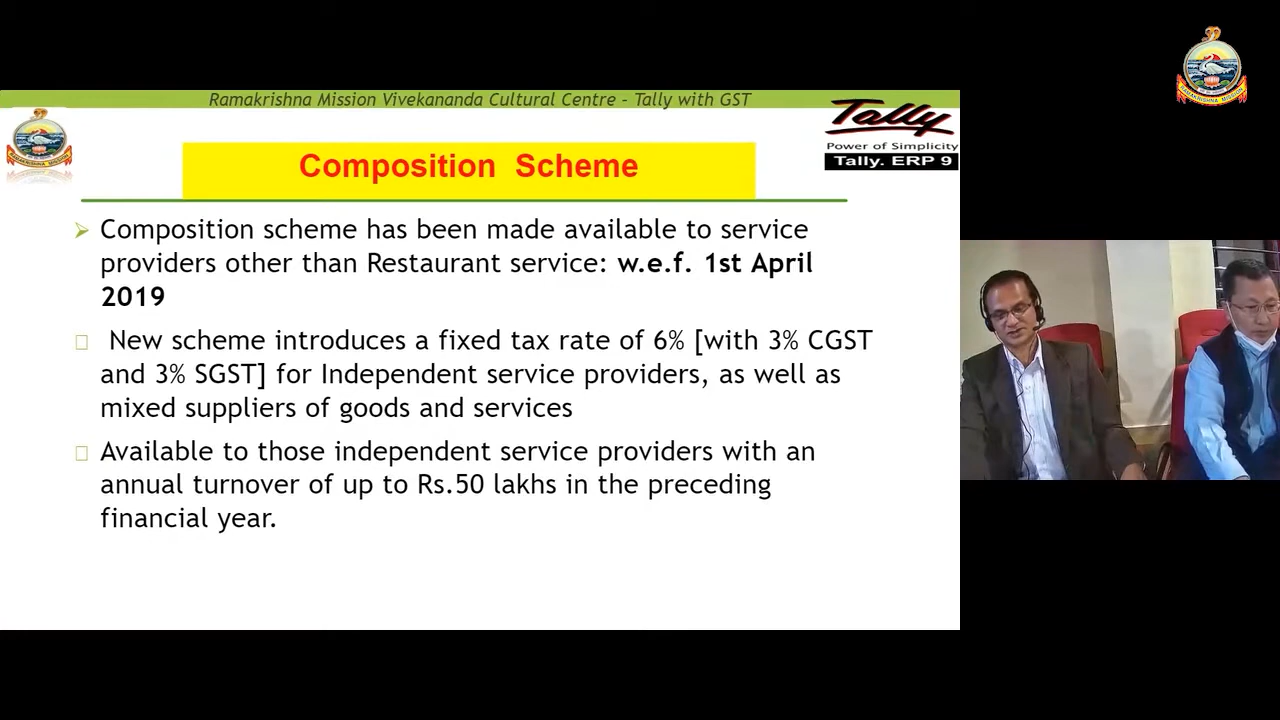 Ramakrishna Mission Vivekananda Cultural Centre - Tally with GST
Tally
Power of Simplicity
Tally. ERP 9
RAMAKRISHNA MISSION
Composition Scheme
Composition scheme has been made available to service
providers other than Restaurant service: w.e.f. 1st April
2019
New scheme introduces a fixed tax rate of 6% [with 3% CGST
and 3% SGST] for Independent service providers, as well as
mixed suppliers of goods and services
Available to those independent service providers with an
annual turnover of up to Rs.50 lakhs in the preceding
financial year.
RAMAKRISHNA MISSION